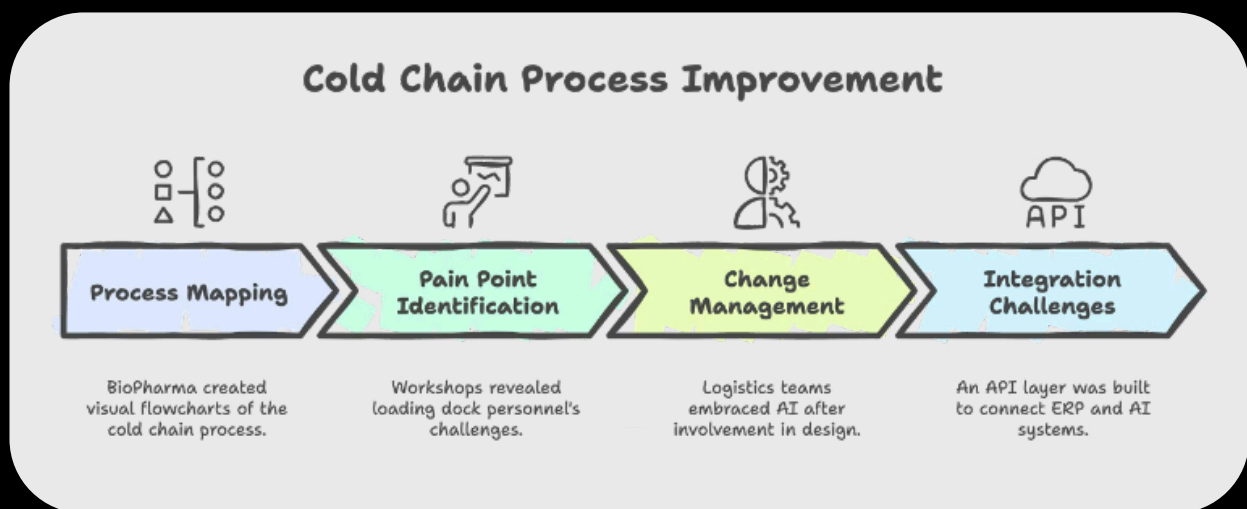 Cold Chain Process Improvement
API
Process Mapping
Pain Point
Identification
Change
Management
Integration
Challenges
BioPharma created
visual flowcharts of the
cold chain process.
Workshops revealed
loading dock personnel's
challenges.
Logistics teams
embraced AI after
involvement in design.
An API layer was built
to connect ERP and AI
systems.